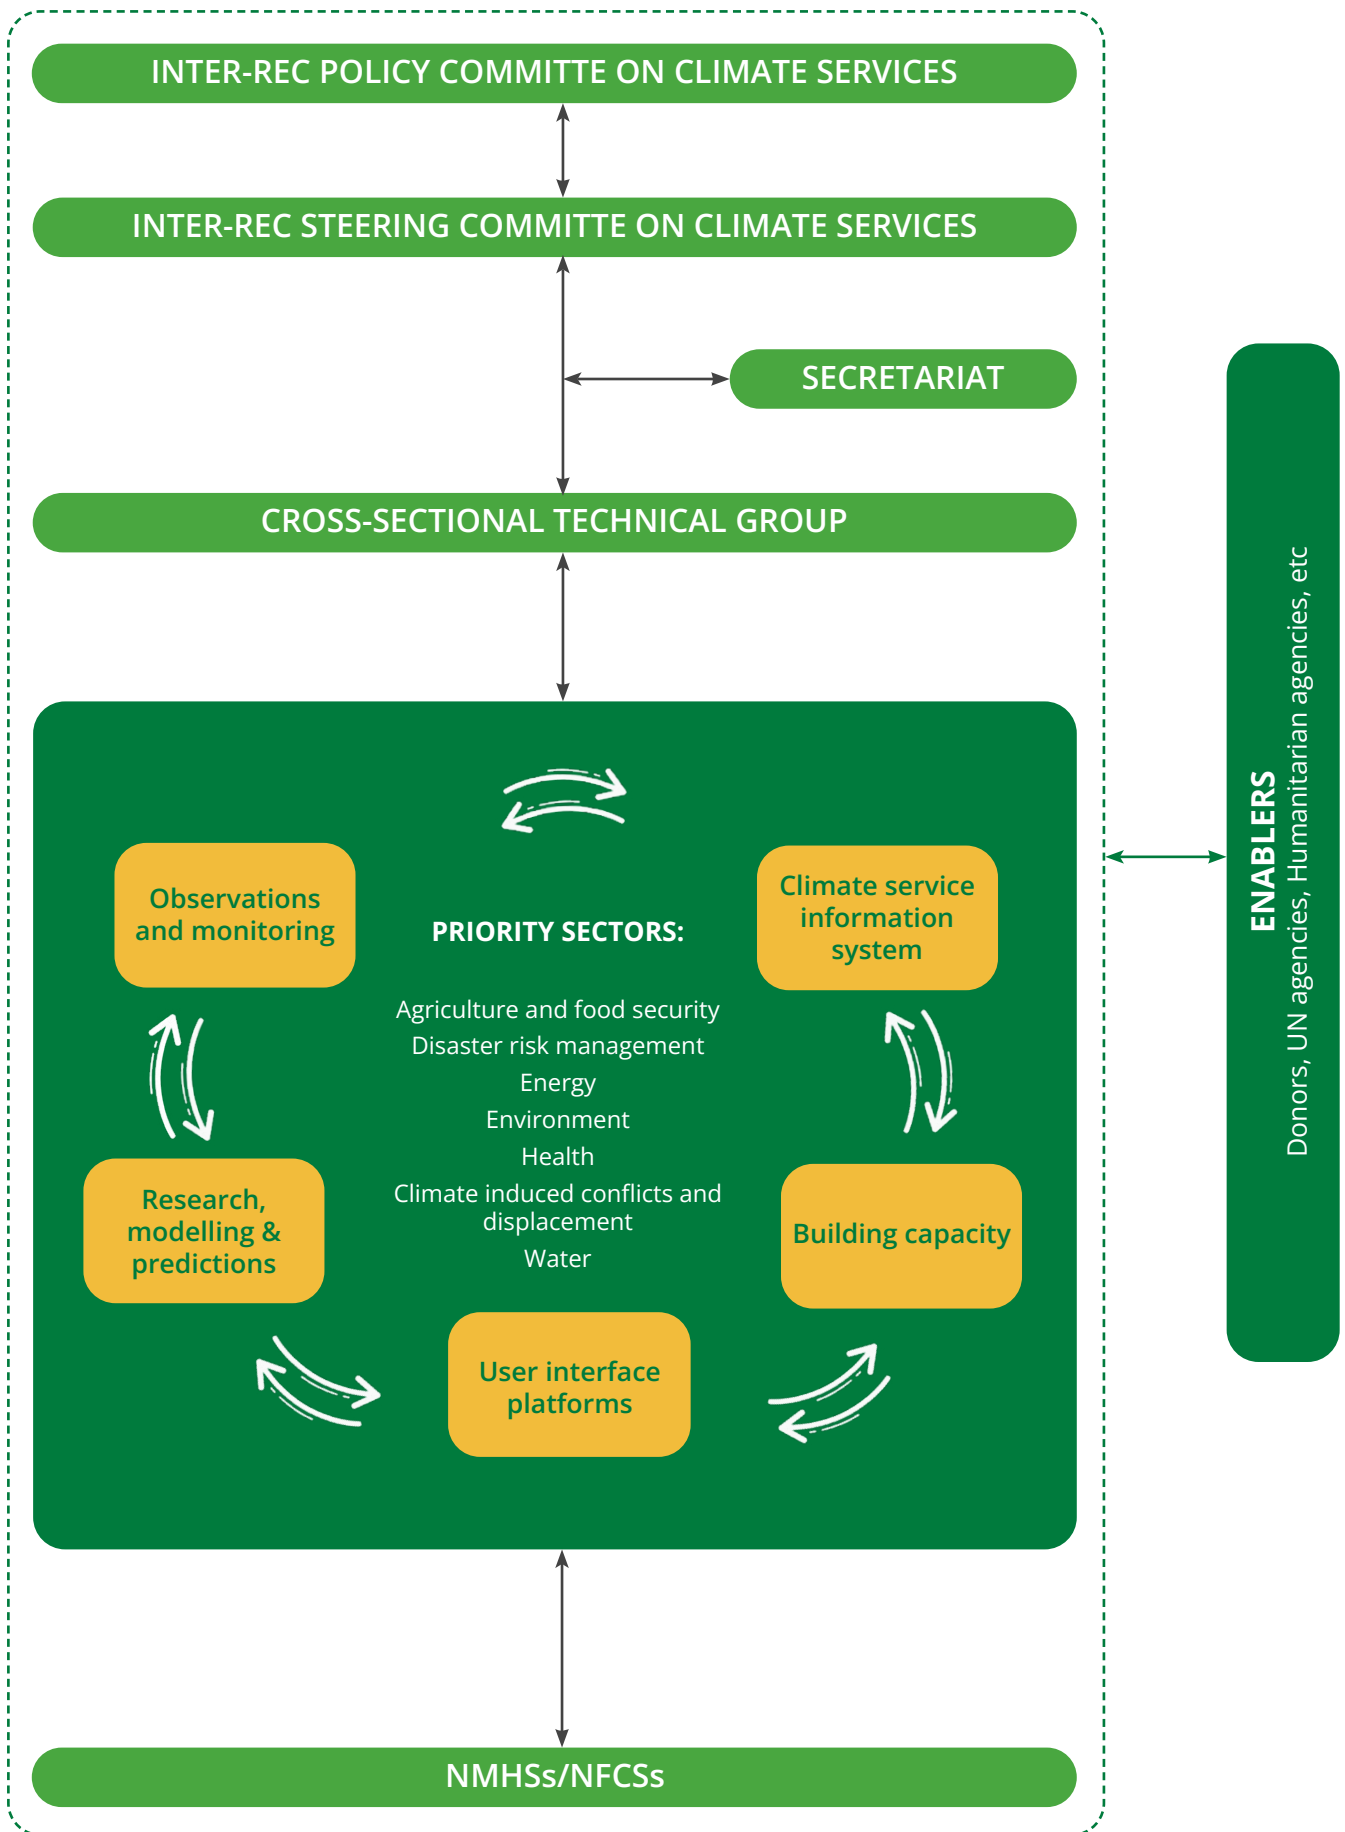 INTER-REC POLICY COMMITTE ON CLIMATE SERVICES
INTER-REC STEERING COMMITTE ON CLIMATE SERVICES
SECRETARIAT
CROSS-SECTIONAL TECHNICAL GROUP
Observations
and monitoring
Climate service
information
system
PRIORITY SECTORS:
Agriculture and food security
Disaster risk management
Energy
Environment
Health
Climate induced conflicts and
displacement
Water
Research,
modelling &
predictions
Building capacity
User interface
platforms
NMHSs/NFCSs
ENABLERS
Donors, UN agencies, Humanitarian agencies, etc